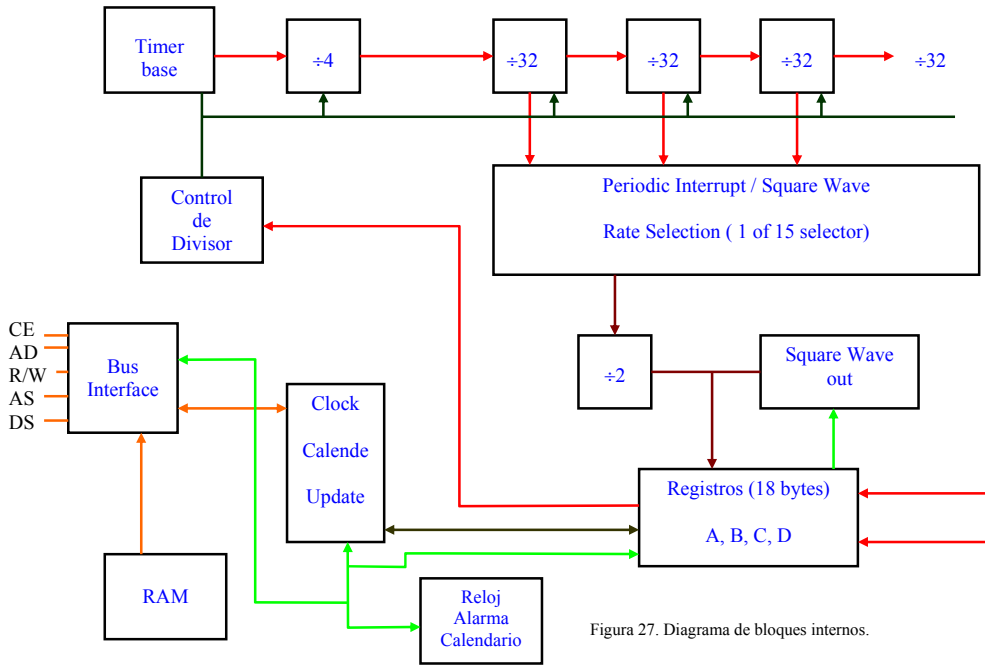 Timer
base
÷4
÷32
÷32
÷32
÷32
Control
de
Divisor
Periodic Interrupt / Square Wave
Rate Selection ( 1 of 15 selector)
CE
AD
R/W
AS
DS
Bus
Interface
Clock
Calende
Update
÷2
Square Wave
out
Registros (18 bytes)
A, B, C, D
RAM
Reloj
Alarma
Calendario
Figura 27. Diagrama de bloques internos.